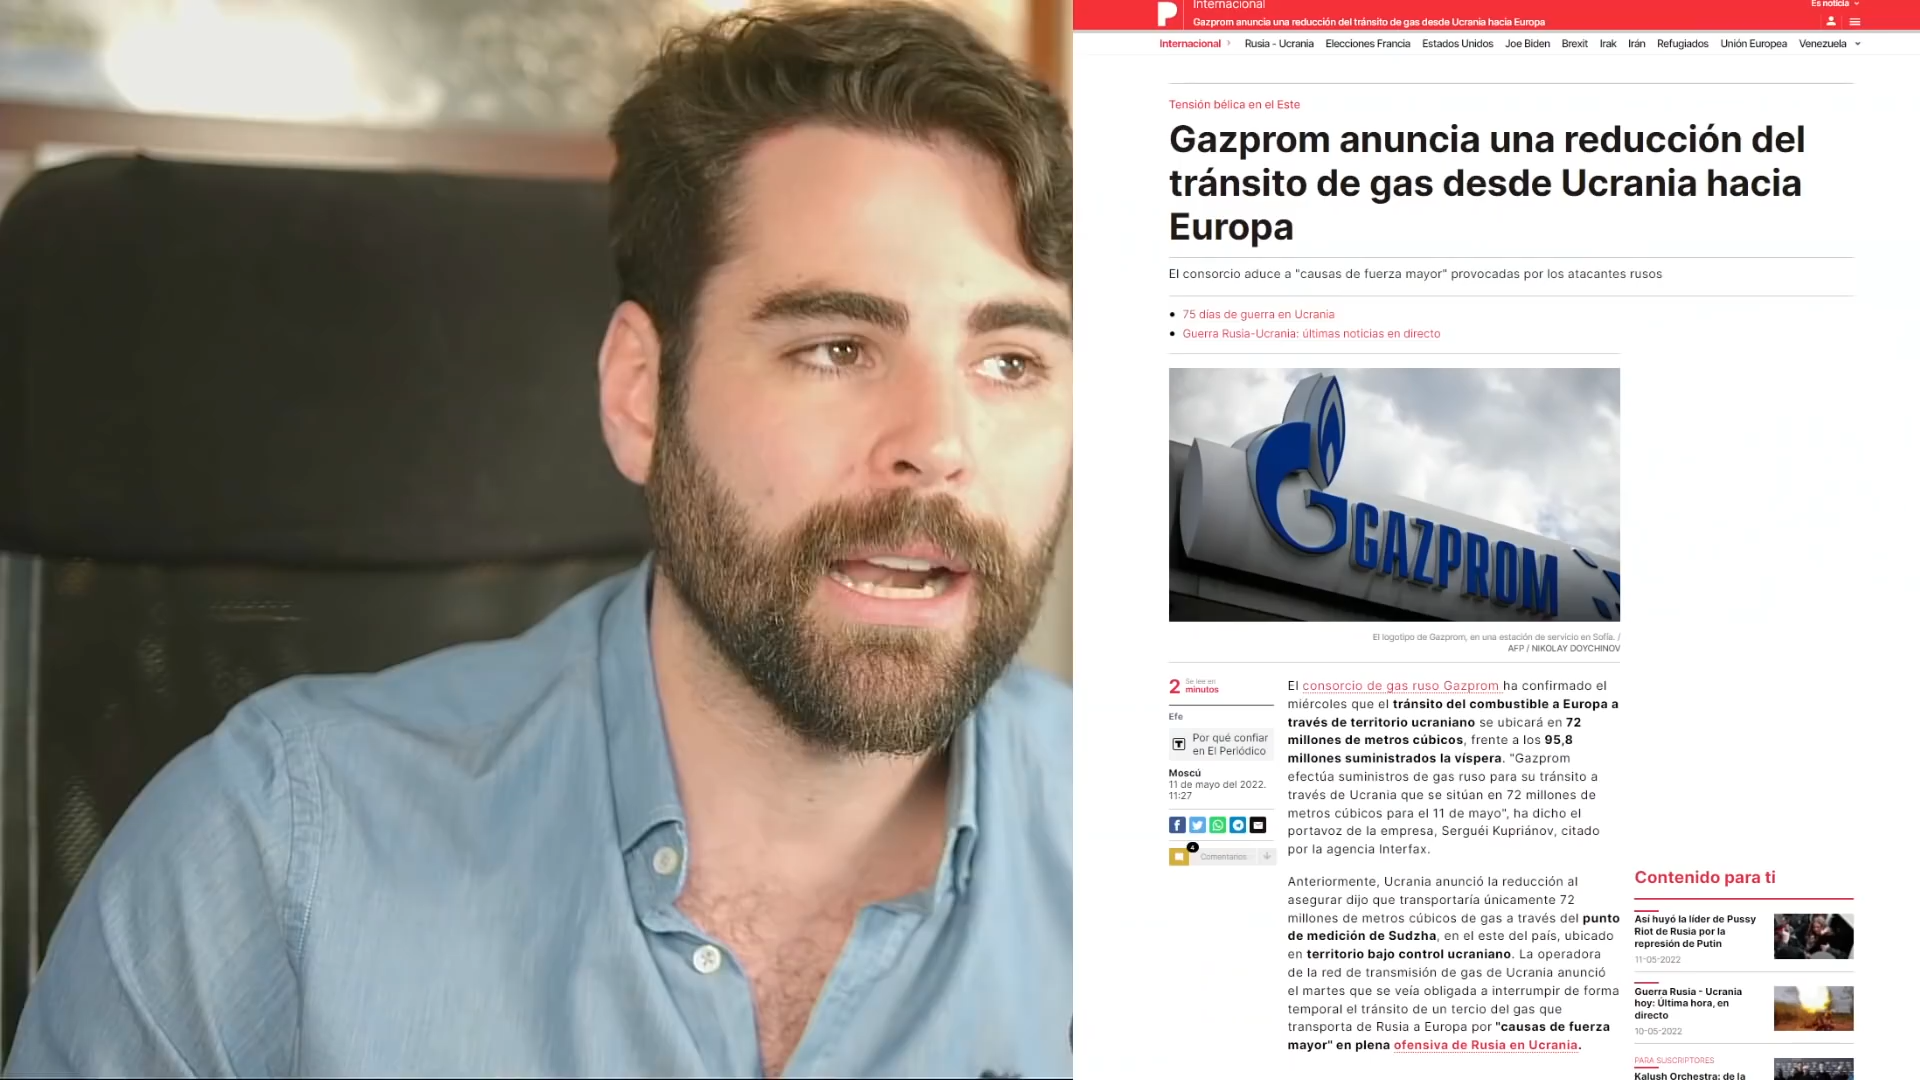 Internacional
Es noticia
Gazprom anuncia una reducción del tránsito de gas desde Ucrania hacia Europa
Internacional Rusia - Ucrania Elecciones Francia Estados Unidos Joe Biden Brexit Irak Irán Refugiados Unión Europea Venezuela
Tensión bélica en el Este
Gazprom anuncia una reducción del
tránsito de gas desde Ucrania hacia
Europa
El consorcio aduce a "causas de fuerza mayor" provocadas por los atacantes rusos
75 días de guerra en Ucrania
Guerra Rusia-Ucrania: últimas noticias en directo
GAZPROM
El logotipo de Gazprom, en una estación de servicio en Sofía. /
AFP / NIKOLAY DOYCHINOV
2 Se lee en
minutos
Efe
Por qué confiar
en El Periódico
Moscú
11 de mayo del 2022.
11:27
4
Comentarios
El consorcio de gas ruso Gazprom ha confirmado el
miércoles que el tránsito del combustible a Europa a
través de territorio ucraniano se ubicará en 72
millones de metros cúbicos, frente a los 95,8
millones suministrados la víspera. "Gazprom
efectúa suministros de gas ruso para su tránsito a
través de Ucrania que se sitúan en 72 millones de
metros cúbicos para el 11 de mayo", ha dicho el
portavoz de la empresa, Serguéi Kupriánov, citado
por la agencia Interfax.
Anteriormente, Ucrania anunció la reducción al
asegurar dijo que transportaría únicamente 72
millones de metros cúbicos de gas a través del punto
de medición de Sudzha, en el este del país, ubicado
en territorio bajo control ucraniano. La operadora
de la red de transmisión de gas de Ucrania anunció
el martes que se veía obligada a interrumpir de forma
temporal el tránsito de un tercio del gas que
transporta de Rusia a Europa por "causas de fuerza
mayor" en plena ofensiva de Rusia en Ucrania.
Contenido para ti
Así huyó la líder de Pussy
Riot de Rusia por la
represión de Putin
11-05-2022
Guerra Rusia - Ucrania
hoy: Última hora, en
directo
10-05-2022
PARA SUSCRIPTORES
Kalush Orchestra: de la